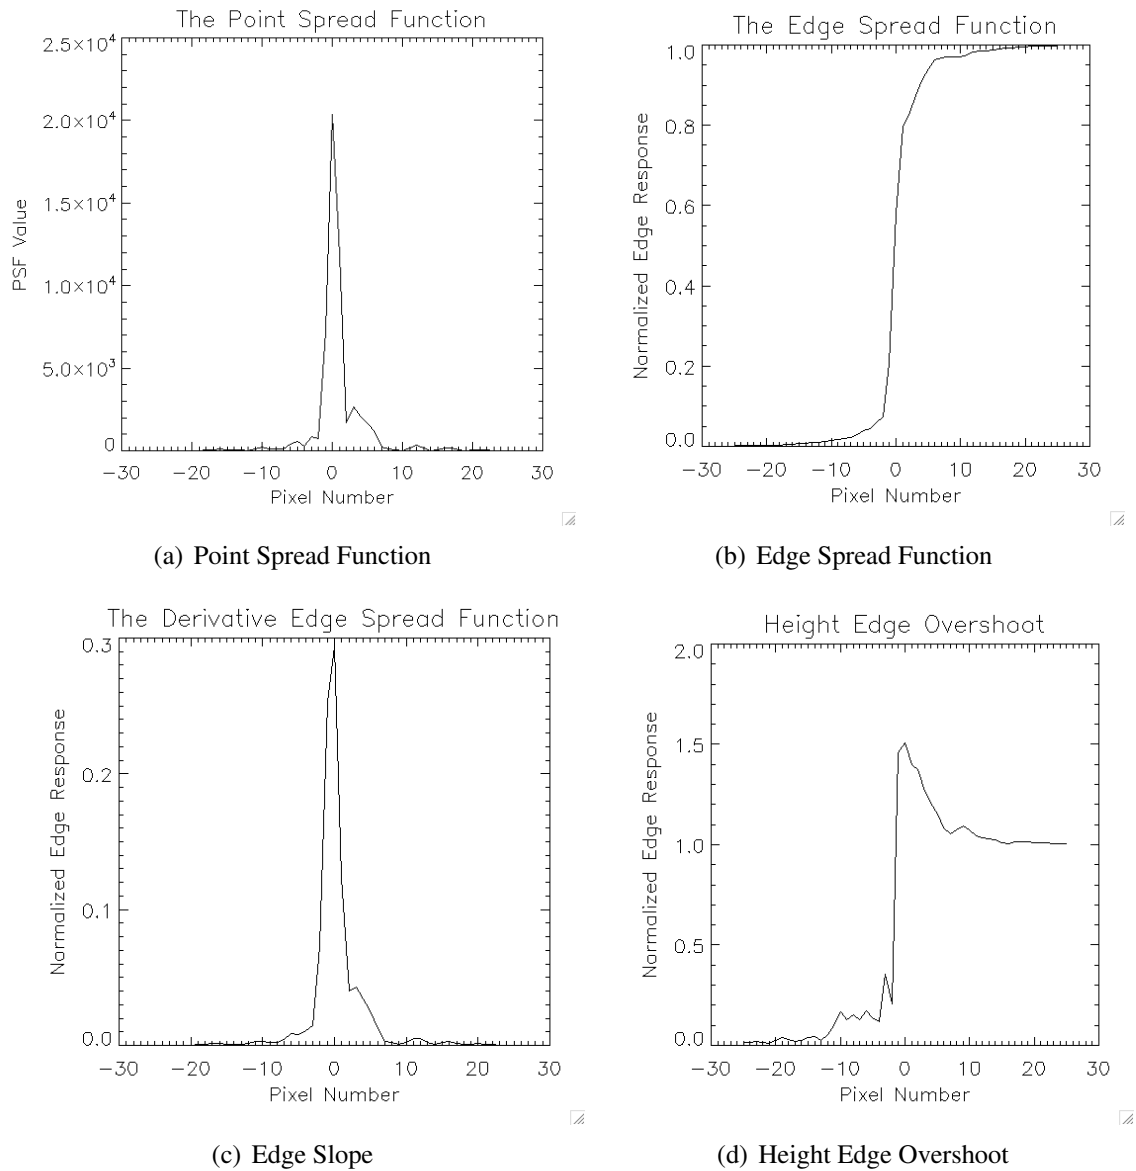 The Point Spread Function
2.5×10⁴
2.0×10⁴
1.5×10⁴
1.0×10⁴
5.0×10³
0
PSF Value
−30 −20 −10 0 10 20 30
Pixel Number
(a) Point Spread Function
The Edge Spread Function
1.0
0.8
0.6
0.4
0.2
0.0
Normalized Edge Response
−30 −20 −10 0 10 20 30
Pixel Number
(b) Edge Spread Function
The Derivative Edge Spread Function
0.3
0.2
0.1
0.0
Normalized Edge Response
−30 −20 −10 0 10 20 30
Pixel Number
(c) Edge Slope
Height Edge Overshoot
2.0
1.5
1.0
0.5
0.0
Normalized Edge Response
−30 −20 −10 0 10 20 30
Pixel Number
(d) Height Edge Overshoot